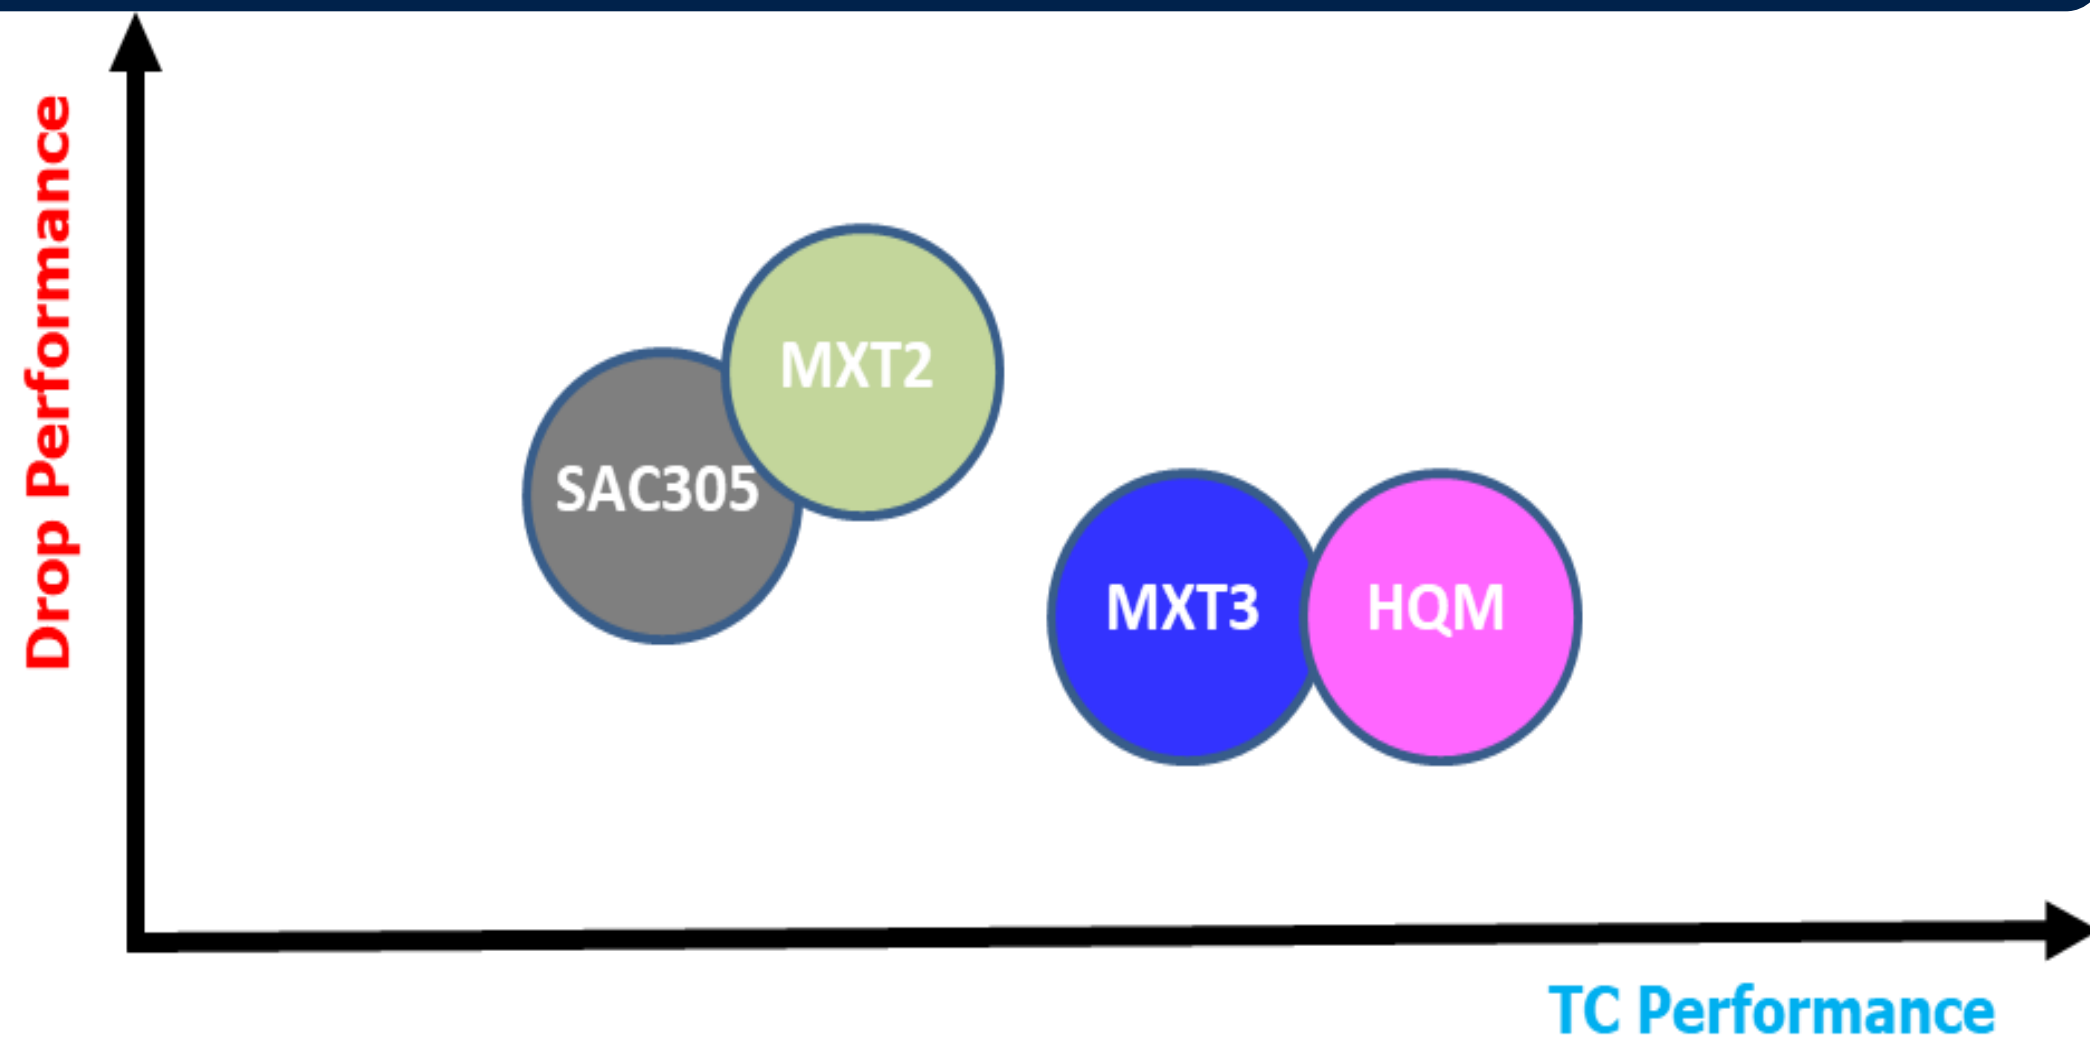 Drop Performance
MXT2
SAC305
MXT3
HQM
TC Performance